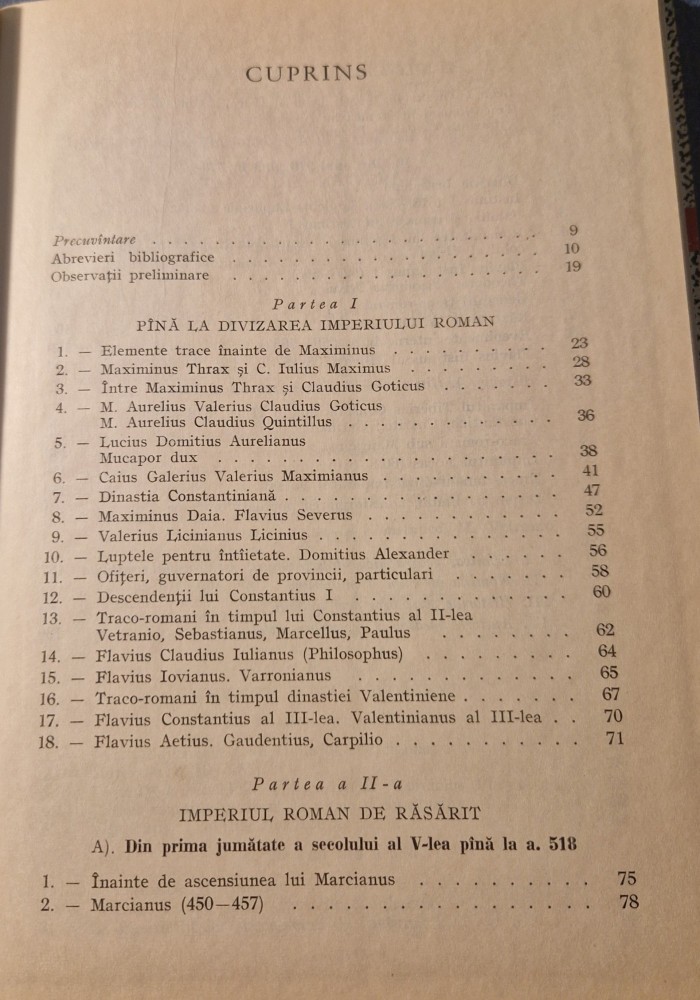 CUPRINS
Precuvîntare . . . . . . . . . . . . . . . . . . 9
Abrevieri bibliografice . . . . . . . . . . . . . . 10
Observații preliminare . . . . . . . . . . . . . . 19
Partea I
PÎNĂ LA DIVIZAREA IMPERIULUI ROMAN
1. — Elemente trace înainte de Maximinus . . . . . . . . . . 23
2. — Maximinus Thrax și C. Iulius Maximus . . . . . . . . . 28
3. — Între Maximinus Thrax și Claudius Goticus . . . . . . . 33
4. — M. Aurelius Valerius Claudius Goticus
M. Aurelius Claudius Quintillus . . . . . . . . . . . . 36
5. — Lucius Domitius Aurelianus
Mucapor dux . . . . . . . . . . . . . . . . . . 38
6. — Caius Galerius Valerius Maximianus . . . . . . . . . . 41
7. — Dinastia Constantiniană . . . . . . . . . . . . . . . 47
8. — Maximinus Daia. Flavius Severus . . . . . . . . . . . 52
9. — Valerius Licinianus Licinius . . . . . . . . . . . . . 55
10. — Luptele pentru întîietate. Domitius Alexander . . . . . . 56
11. — Ofițeri, guvernatori de provincii, particulari . . . . . . . 58
12. — Descendenții lui Constantius I . . . . . . . . . . . . 60
13. — Traco-romani în timpul lui Constantius al II-lea
Vetranio, Sebastianus, Marcellus, Paulus . . . . . . . . 62
14. — Flavius Claudius Iulianus (Philosophus) . . . . . . . . . 64
15. — Flavius Iovianus. Varronianus . . . . . . . . . . . . 65
16. — Traco-romani în timpul dinastiei Valentiniene . . . . . . . 67
17. — Flavius Constantius al III-lea. Valentinianus al III-lea . . 70
18. — Flavius Aetius. Gaudentius, Carpilio . . . . . . . . . . . 71
Partea a II-a
IMPERIUL ROMAN DE RĂSĂRIT
A). Din prima jumătate a secolului al V-lea pînă la a. 518
1. — Înainte de ascensiunea lui Marcianus . . . . . . . . . . 75
2. — Marcianus (450—457) . . . . . . . . . . . . . . . . 78